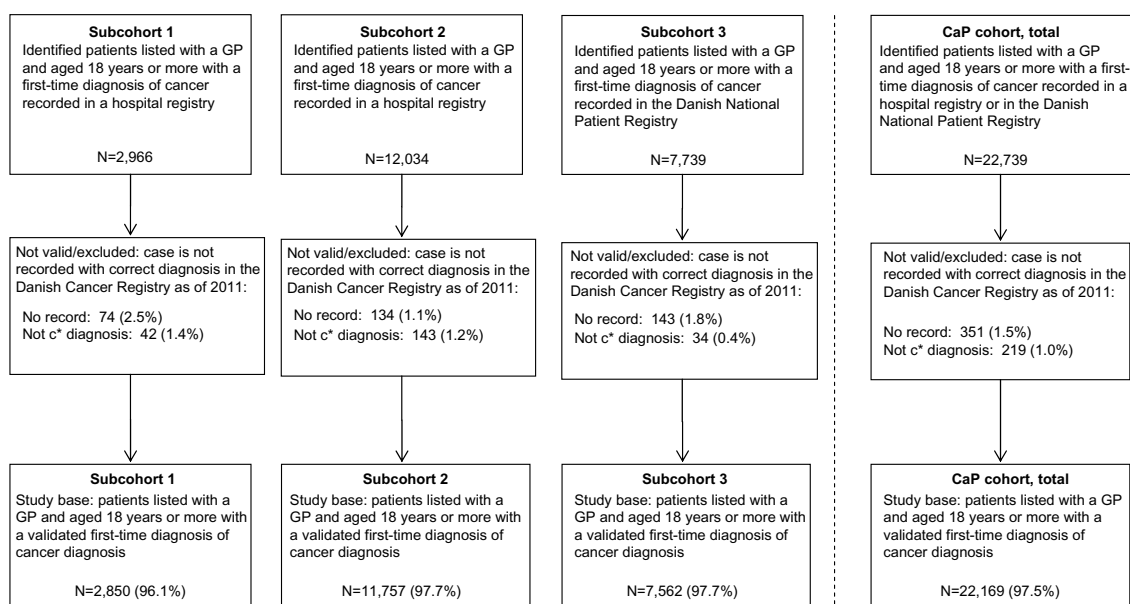 Subcohort 1
Identified patients listed with a GP
and aged 18 years or more with a
first-time diagnosis of cancer
recorded in a hospital registry
N=2,966
Subcohort 2
Identified patients listed with a GP
and aged 18 years or more with a
first-time diagnosis of cancer
recorded in a hospital registry
N=12,034
Subcohort 3
Identified patients listed with a GP
and aged 18 years or more with a
first-time diagnosis of cancer
recorded in the Danish National
Patient Registry
N=7,739
CaP cohort, total
Identified patients listed with a GP
and aged 18 years or more with a first-
time diagnosis of cancer recorded in a
hospital registry or in the Danish
National Patient Registry
N=22,739
Not valid/excluded: case is not
recorded with correct diagnosis in the
Danish Cancer Registry as of 2011:
No record: 74 (2.5%)
Not c* diagnosis: 42 (1.4%)
Not valid/excluded: case is not
recorded with correct diagnosis in the
Danish Cancer Registry as of 2011:
No record: 134 (1.1%)
Not c* diagnosis: 143 (1.2%)
Not valid/excluded: case is not
recorded with correct diagnosis in the
Danish Cancer Registry as of 2011:
No record: 143 (1.8%)
Not c* diagnosis: 34 (0.4%)
Not valid/excluded: case is not
recorded with correct diagnosis in the
Danish Cancer Registry as of 2011:
No record: 351 (1.5%)
Not c* diagnosis: 219 (1.0%)
Subcohort 1
Study base: patients listed with a
GP and aged 18 years or more with
a validated first-time diagnosis of
cancer diagnosis
N=2,850 (96.1%)
Subcohort 2
Study base: patients listed with a
GP and aged 18 years or more with
a validated first-time diagnosis of
cancer diagnosis
N=11,757 (97.7%)
Subcohort 3
Study base: patients listed with a
GP and aged 18 years or more with
a validated first-time diagnosis of
cancer diagnosis
N=7,562 (97.7%)
CaP cohort, total
Study base: patients listed with a GP
and aged 18 years or more with a
validated first-time diagnosis of
cancer diagnosis
N=22,169 (97.5%)